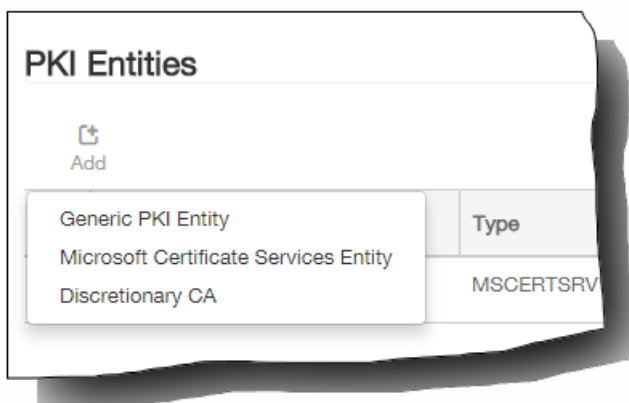 PKI Entities
Add
Generic PKI Entity
Type
Microsoft Certificate Services Entity
MSCERTSRV
Discretionary CA